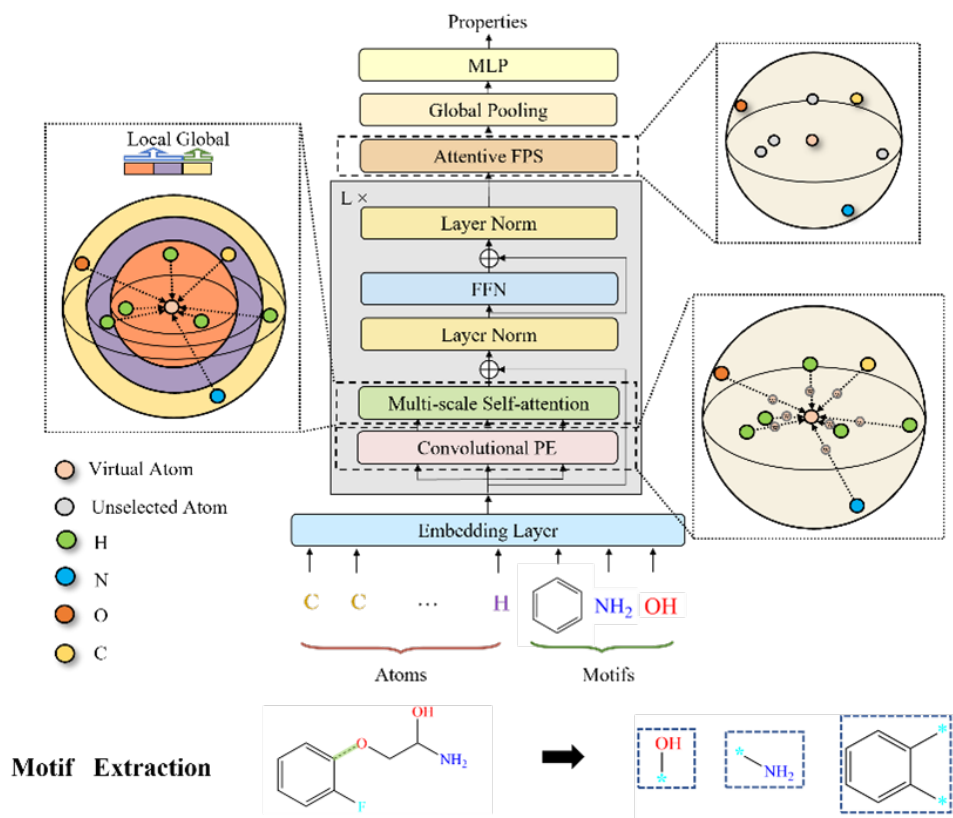 Properties
MLP
Global Pooling
Attentive FPS
Local Global
L ×
Layer Norm
FFN
Layer Norm
Multi-scale Self-attention
Convolutional PE
Embedding Layer
Virtual Atom
Unselected Atom
H
N
O
C
C C ... H NH₂ OH
Atoms Motifs
OH
O
NH₂
F
Motif Extraction
OH
*
*
NH₂
*
*